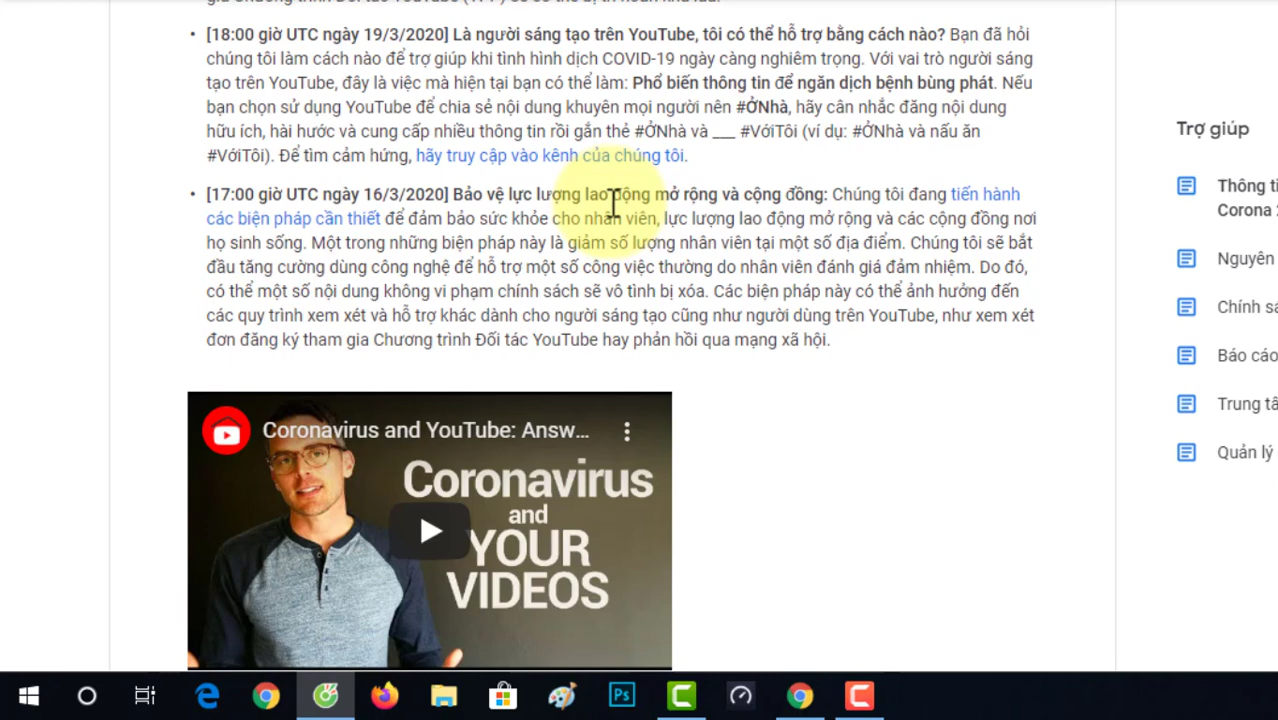 [18:00 giờ UTC ngày 19/3/2020] Là người sáng tạo trên YouTube, tôi có thể hỗ trợ bằng cách nào? Bạn đã hỏi
chúng tôi làm cách nào để trợ giúp khi tình hình dịch COVID-19 ngày càng nghiêm trọng. Với vai trò người sáng
tạo trên YouTube, đây là việc mà hiện tại bạn có thể làm: Phổ biến thông tin để ngăn dịch bệnh bùng phát. Nếu
bạn chọn sử dụng YouTube để chia sẻ nội dung khuyên mọi người nên #ỞNhà, hãy cân nhắc đăng nội dung
hữu ích, hài hước và cung cấp nhiều thông tin rồi gắn thẻ #ỞNhà và ___ #VớiTôi (ví dụ: #ỞNhà và nấu ăn
#VớiTôi). Để tìm cảm hứng, hãy truy cập vào kênh của chúng tôi.
[17:00 giờ UTC ngày 16/3/2020] Bảo vệ lực lượng lao động mở rộng và cộng đồng: Chúng tôi đang tiến hành
các biện pháp cần thiết để đảm bảo sức khỏe cho nhân viên, lực lượng lao động mở rộng và các cộng đồng nơi
họ sinh sống. Một trong những biện pháp này là giảm số lượng nhân viên tại một số địa điểm. Chúng tôi sẽ bắt
đầu tăng cường dùng công nghệ để hỗ trợ một số công việc thường do nhân viên đánh giá đảm nhiệm. Do đó,
có thể một số nội dung không vi phạm chính sách sẽ vô tình bị xóa. Các biện pháp này có thể ảnh hưởng đến
các quy trình xem xét và hỗ trợ khác dành cho người sáng tạo cũng như người dùng trên YouTube, như xem xét
đơn đăng ký tham gia Chương trình Đối tác YouTube hay phản hồi qua mạng xã hội.
Coronavirus and YouTube: Answ...
Coronavirus
and
YOUR
VIDEOS
Trợ giúp
Thông ti
Corona 2
Nguyên
Chính sá
Báo cáo
Trung tâ
Quản lý
Ps